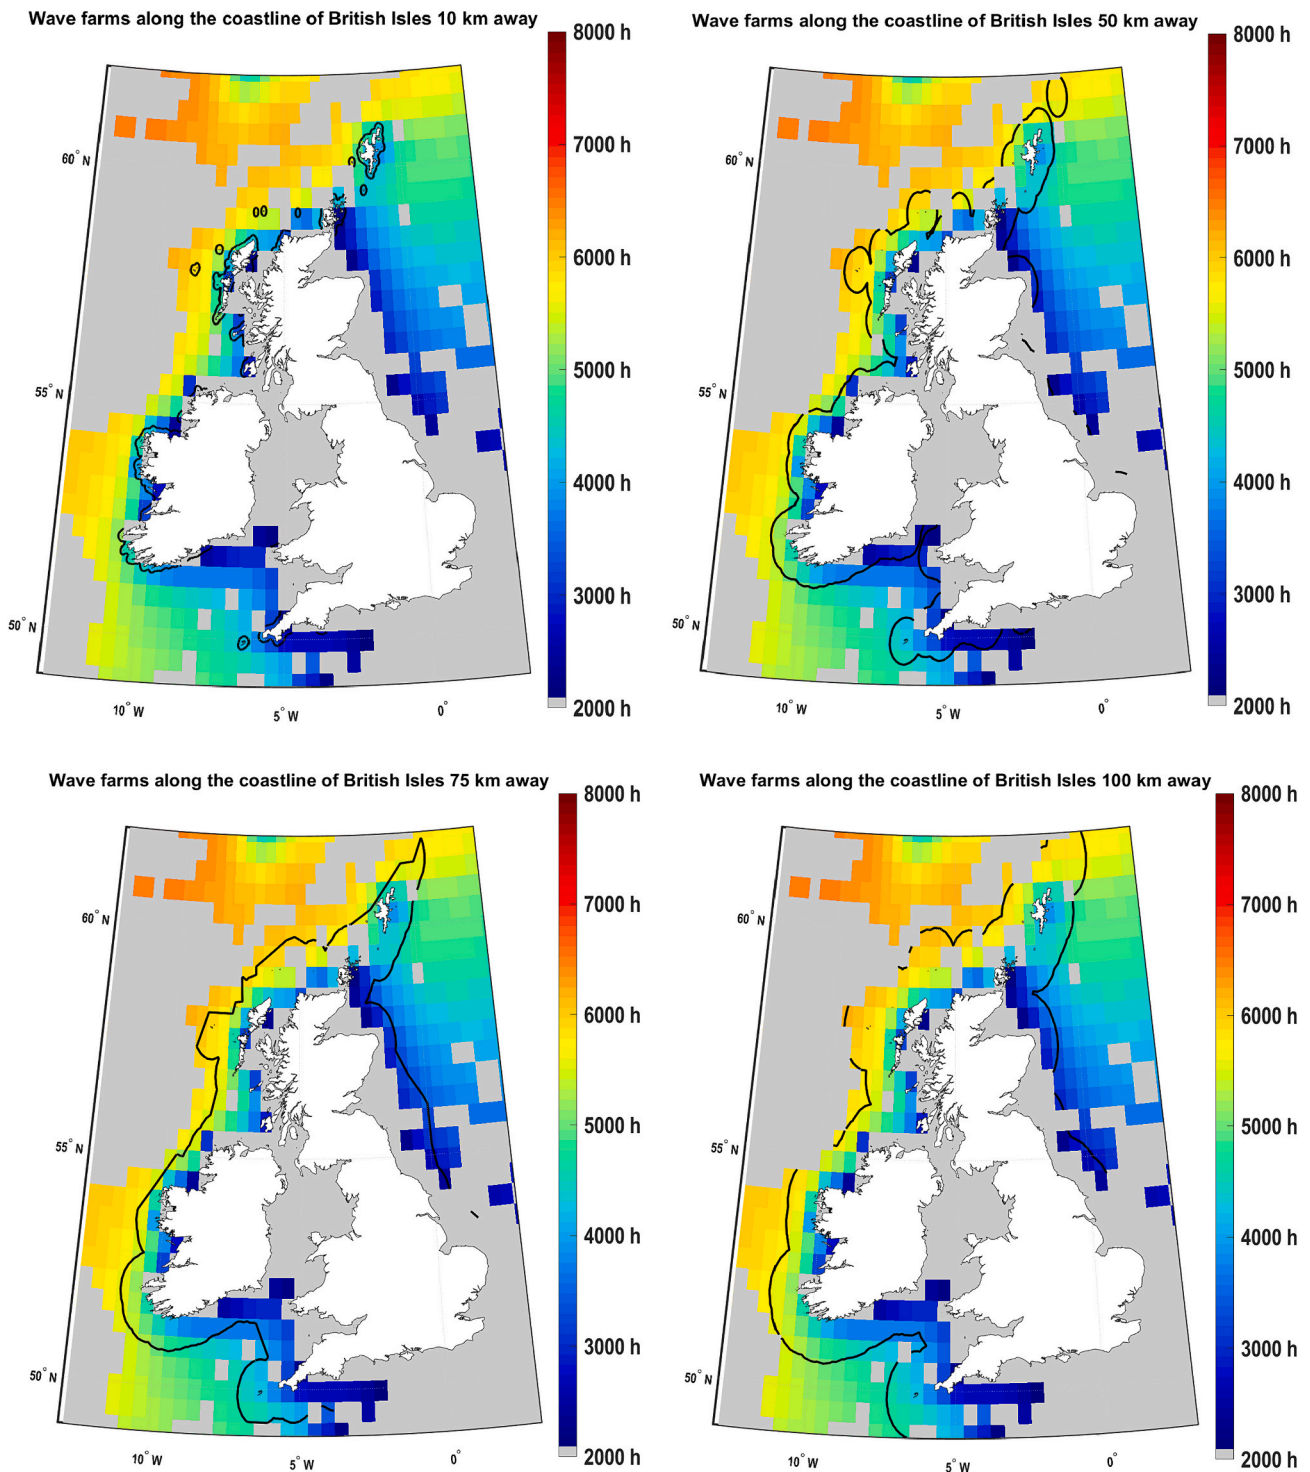 Wave farms along the coastline of British Isles 10 km away
8000 h
7000 h
6000 h
5000 h
4000 h
3000 h
2000 h
60° N
55° N
50° N
10° W
5° W
0°
Wave farms along the coastline of British Isles 50 km away
8000 h
7000 h
6000 h
5000 h
4000 h
3000 h
2000 h
60° N
55° N
50° N
10° W
5° W
0°
Wave farms along the coastline of British Isles 75 km away
8000 h
7000 h
6000 h
5000 h
4000 h
3000 h
2000 h
60° N
55° N
50° N
10° W
5° W
0°
Wave farms along the coastline of British Isles 100 km away
8000 h
7000 h
6000 h
5000 h
4000 h
3000 h
2000 h
60° N
55° N
50° N
10° W
5° W
0°